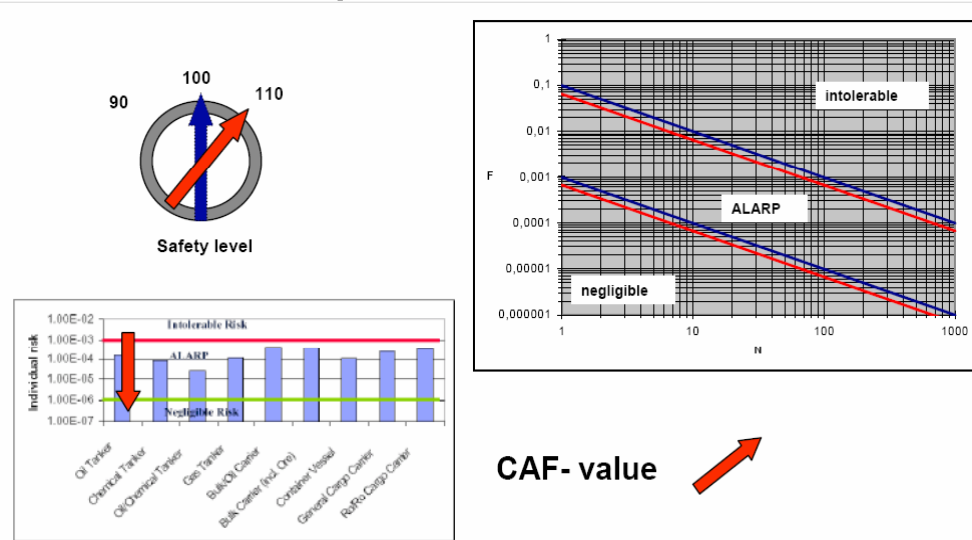 100
90
110
Safety level
1
0,1
0,01
0,001
0,0001
0,00001
0,000001
F
intolerable
ALARP
negligible
1
10
100
1000
N
1.00E-02
1.00E-03
1.00E-04
1.00E-05
1.00E-06
1.00E-07
Individual risk
Intolerable Risk
ALARP
Negligible Risk
Oil Tanker
Chemical Tanker
Oil/Chemical Tanker
Gas Tanker
Bulk/Oil Carrier
Bulk Carrier (incl. Ore)
Container Vessel
General Cargo Carrier
Ro/Ro Cargo Carrier
CAF- value